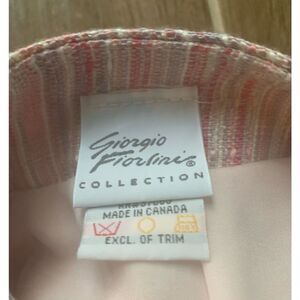 Giorgio
Fiorlini®
COLLECTION
MADE IN CANADA
EXCL. OF TRIM